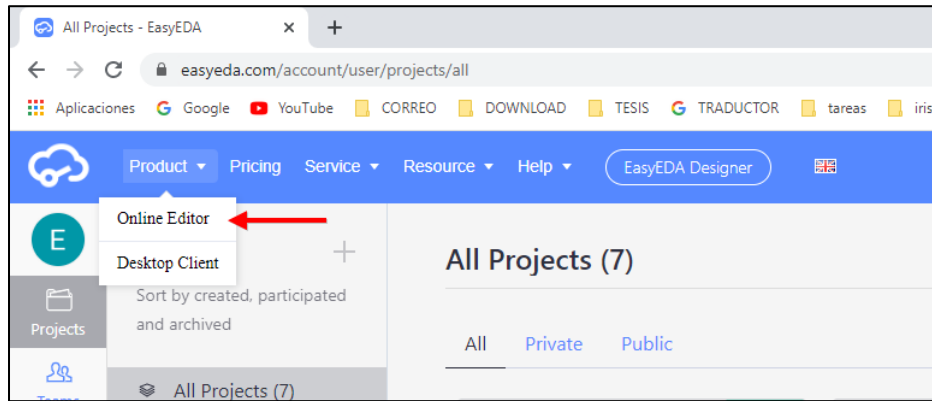 All Projects - EasyEDA
easyeda.com/account/user/projects/all
Aplicaciones Google YouTube CORREO DOWNLOAD TESIS TRADUCTOR tareas iris
Product Pricing Service Resource Help EasyEDA Designer
Online Editor
Desktop Client
E
Sort by created, participated
and archived
Projects
All Projects (7)
All Projects (7)
All Private Public